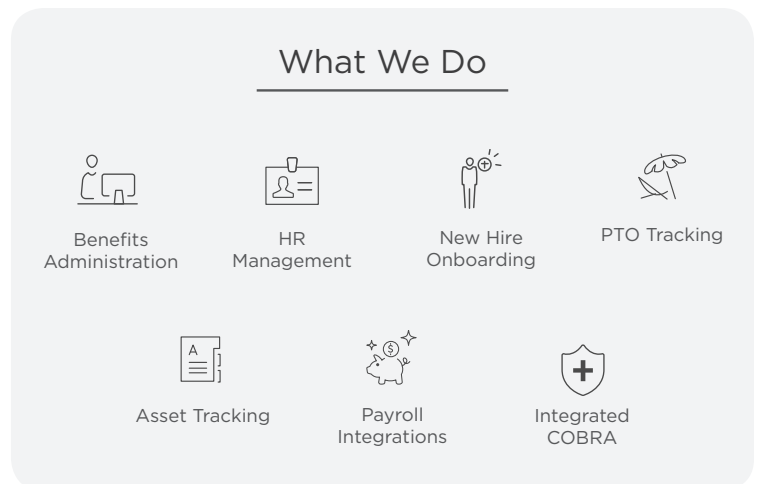 What We Do
Benefits
Administration
HR
Management
New Hire
Onboarding
PTO Tracking
A
$
Asset Tracking
Payroll
Integrations
Integrated
COBRA